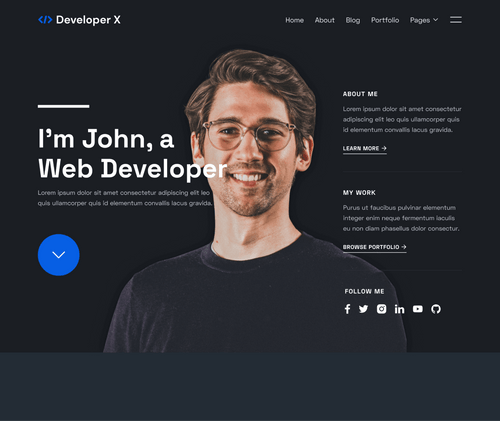 </> Developer X
Home About Blog Portfolio Pages
I'm John, a
Web Developer
Lorem ipsum dolor sit amet consectetur adipiscing elit leo
quis ullamcorper quis id elementum convallis lacus gravida.
ABOUT ME
Lorem ipsum dolor sit amet consectetur
adipiscing elit leo quis ullamcorper quis
id elementum convallis lacus gravida.
LEARN MORE →
MY WORK
Purus ut faucibus pulvinar elementum
integer enim neque fermentum iaculis
eu non diam phasellus dolor consectur.
BROWSE PORTFOLIO →
FOLLOW ME